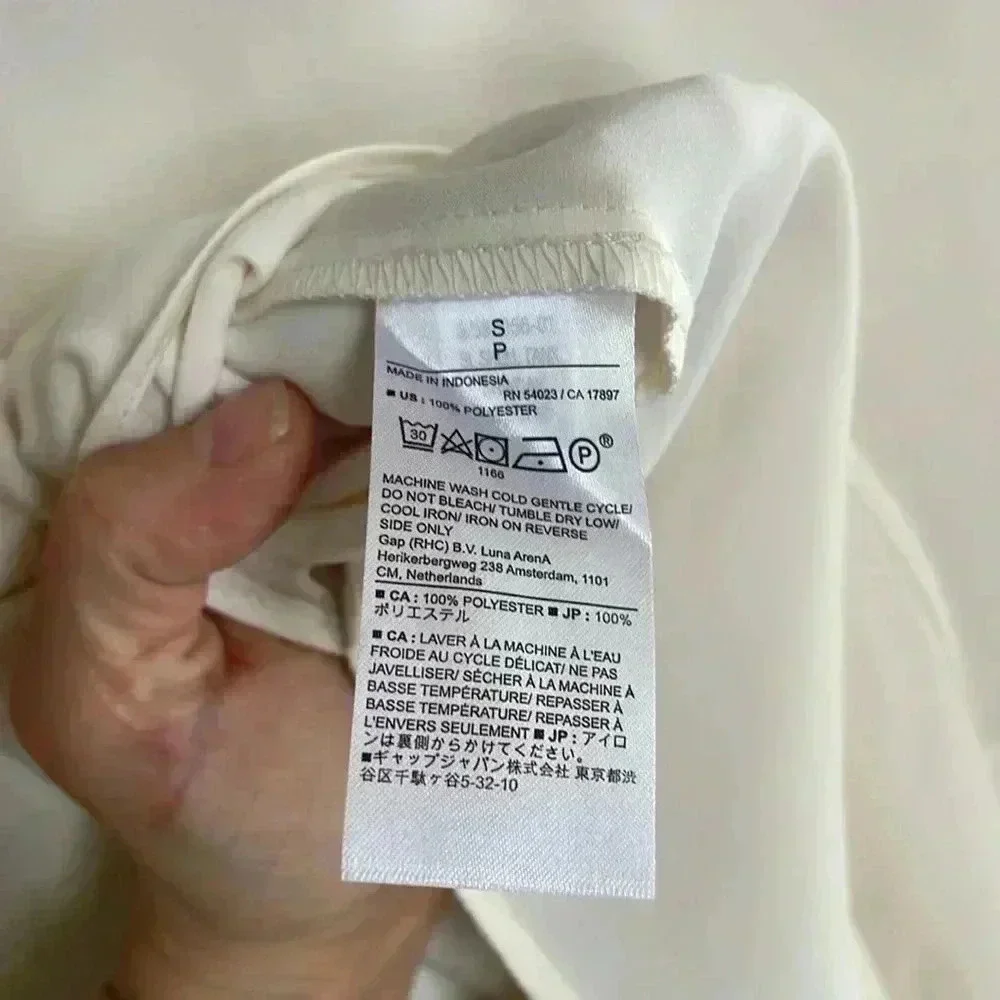 S
P
MADE IN INDONESIA
RN 54023 / CA 17897
■ US : 100% POLYESTER
30 P ®
1166
MACHINE WASH COLD GENTLE CYCLE/
DO NOT BLEACH/ TUMBLE DRY LOW/
COOL IRON/ IRON ON REVERSE
SIDE ONLY
Gap (RHC) B.V. Luna ArenA
Herikerbergweg 238 Amsterdam, 1101
CM, Netherlands
■ CA : 100% POLYESTER ■ JP : 100%
ポリエステル
■ CA : LAVER À LA MACHINE À L'EAU
FROIDE AU CYCLE DÉLICAT/ NE PAS
JAVELLISER/ SÉCHER À LA MACHINE À
BASSE TEMPÉRATURE/ REPASSER À
BASSE TEMPÉRATURE/ REPASSER À
L'ENVERS SEULEMENT ■ JP : アイロ
ンは裏側からかけてください。
■ギャップジャパン株式会社 東京都渋
谷区千駄ヶ谷5-32-10